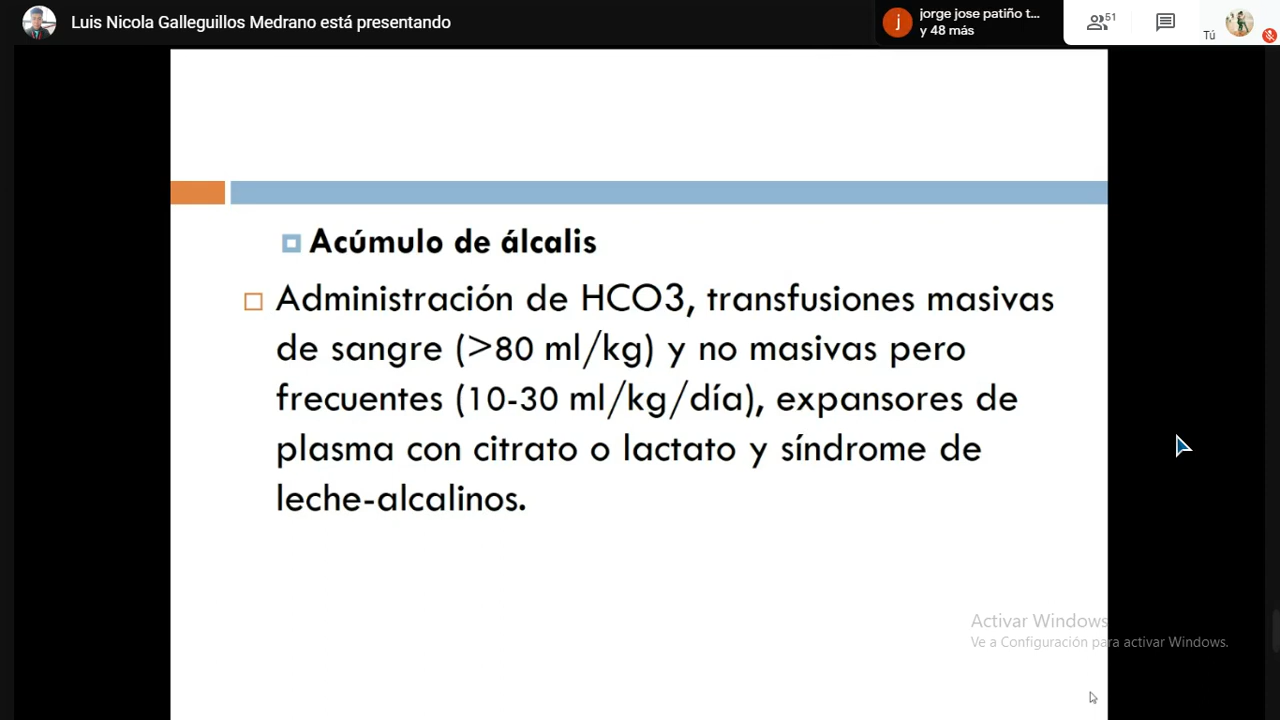 Luis Nicola Galleguillos Medrano está presentando
j
jorge jose patiño t...
y 48 más
51
Tú
Acúmulo de álcalis
Administración de HCO3, transfusiones masivas
de sangre (>80 ml/kg) y no masivas pero
frecuentes (10-30 ml/kg/día), expansores de
plasma con citrato o lactato y síndrome de
leche-alcalinos.
Activar Windows
Ve a Configuración para activar Windows.